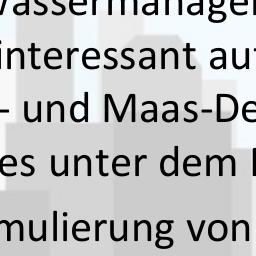 wassermanage
interessant au
- und Maas-De
es unter dem
mulierung von